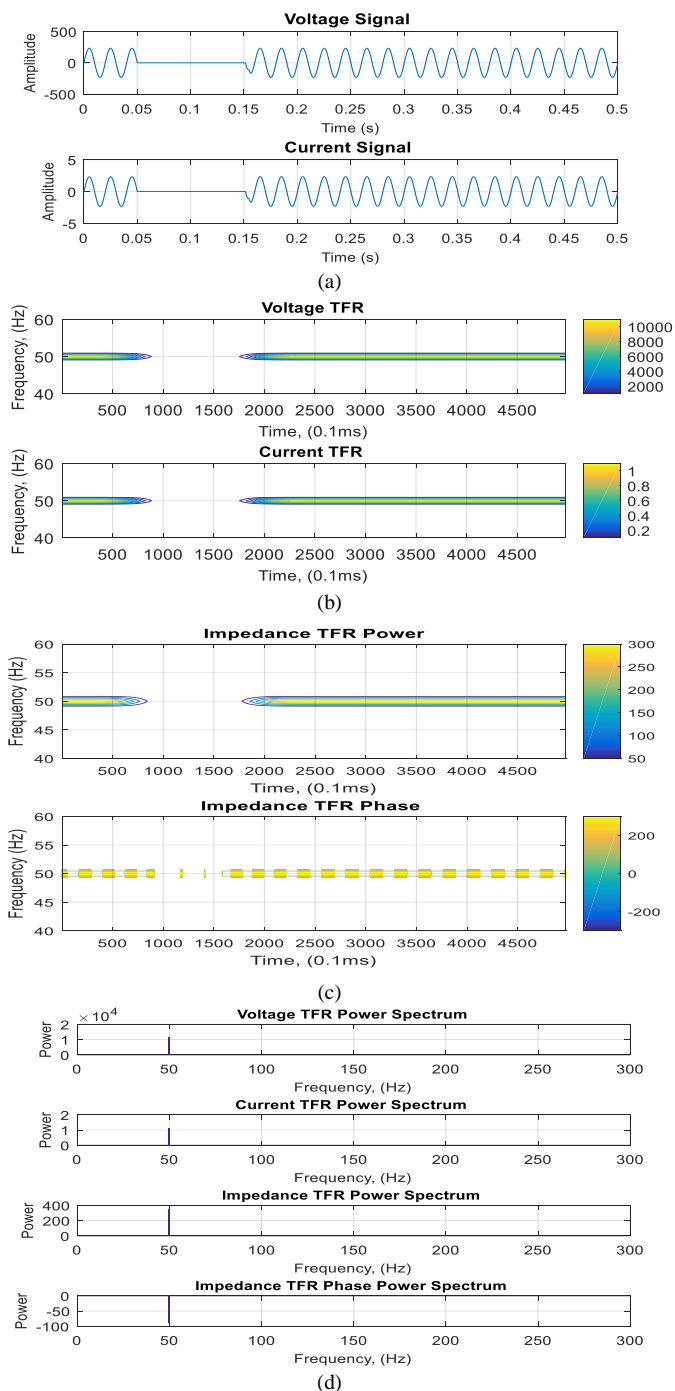 Voltage Signal
500
0
-500
Amplitude
0 0.05 0.1 0.15 0.2 0.25 0.3 0.35 0.4 0.45 0.5
Time (s)
Current Signal
5
0
-5
Amplitude
0 0.05 0.1 0.15 0.2 0.25 0.3 0.35 0.4 0.45 0.5
Time (s)
(a)
Voltage TFR
60
50
40
Frequency, (Hz)
10000
8000
6000
4000
2000
500 1000 1500 2000 2500 3000 3500 4000 4500
Time, (0.1ms)
Current TFR
60
50
40
Frequency, (Hz)
1
0.8
0.6
0.4
0.2
500 1000 1500 2000 2500 3000 3500 4000 4500
Time, (0.1ms)
(b)
Impedance TFR Power
60
55
50
45
40
Frequency (Hz)
300
250
200
150
100
50
500 1000 1500 2000 2500 3000 3500 4000 4500
Time, (0.1ms)
Impedance TFR Phase
60
55
50
45
40
Frequency (Hz)
200
0
-200
500 1000 1500 2000 2500 3000 3500 4000 4500
Time, (0.1ms)
(c)
× 10^4
Voltage TFR Power Spectrum
2
1
0
Power
0 50 100 150 200 250 300
Frequency, (Hz)
Current TFR Power Spectrum
2
1
0
Power
0 50 100 150 200 250 300
Frequency, (Hz)
Impedance TFR Power Spectrum
400
200
0
Power
0 50 100 150 200 250 300
Frequency, (Hz)
Impedance TFR Phase Power Spectrum
0
-50
-100
Power
0 50 100 150 200 250 300
Frequency, (Hz)
(d)